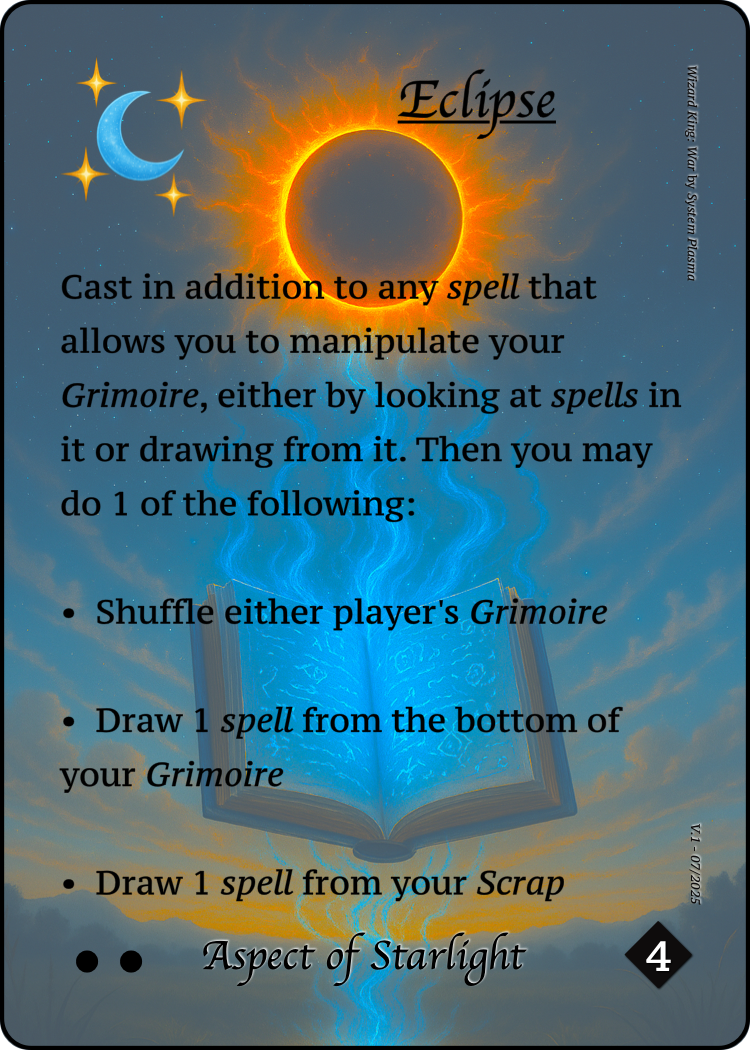 Eclipse
Wizard King: War by System Plasma
Cast in addition to any spell that
allows you to manipulate your
Grimoire, either by looking at spells in
it or drawing from it. Then you may
do 1 of the following:
• Shuffle either player's Grimoire
• Draw 1 spell from the bottom of
your Grimoire
• Draw 1 spell from your Scrap
V.1 - 07/2025
Aspect of Starlight
4